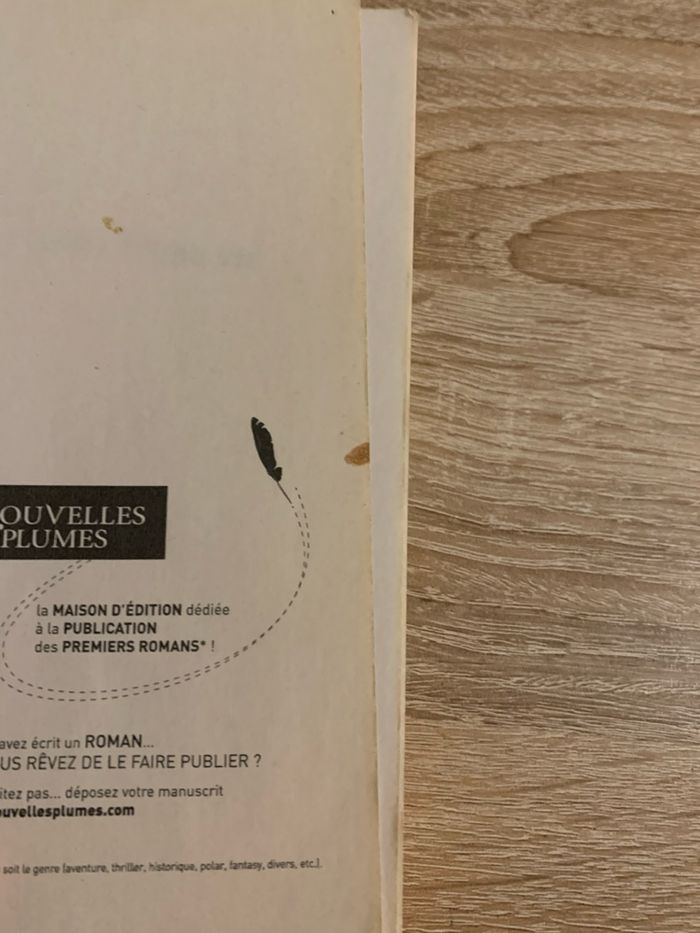 OUVELLES
PLUMES
la MAISON D'ÉDITION dédiée
à la PUBLICATION
des PREMIERS ROMANS* !
avez écrit un ROMAN...
US RÊVEZ DE LE FAIRE PUBLIER ?
itez pas... déposez votre manuscrit
ouvellesplumes.com
soit le genre (aventure, thriller, historique, polar, fantasy, divers, etc.).